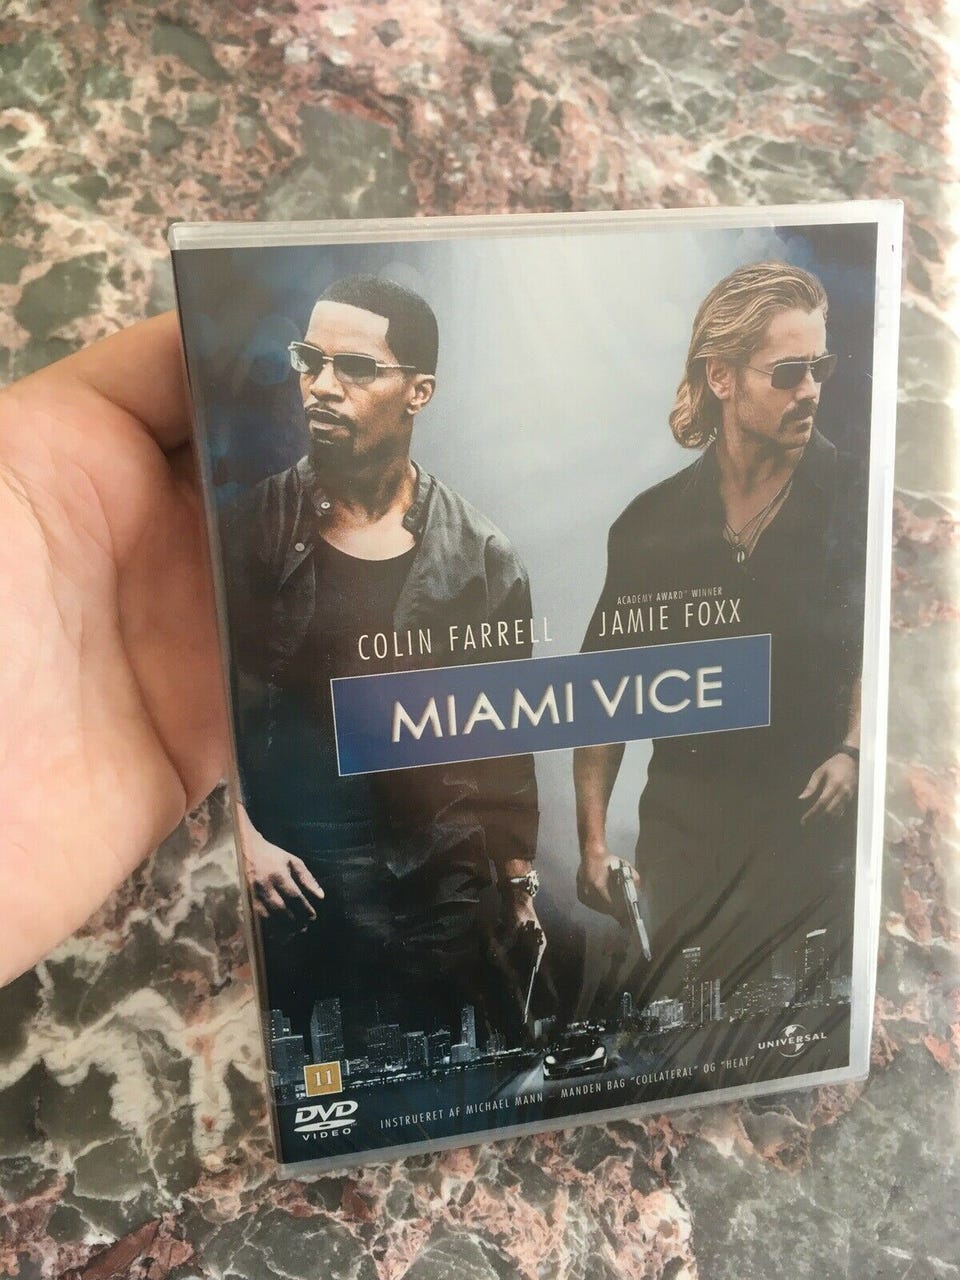 ACADEMY AWARD™ WINNER
COLIN FARRELL JAMIE FOXX
MIAMI VICE
UNIVERSAL
11
DVD
VIDEO
INSTRUERET AF MICHAEL MANN – MANDEN BAG "COLLATERAL" OG "HEAT"